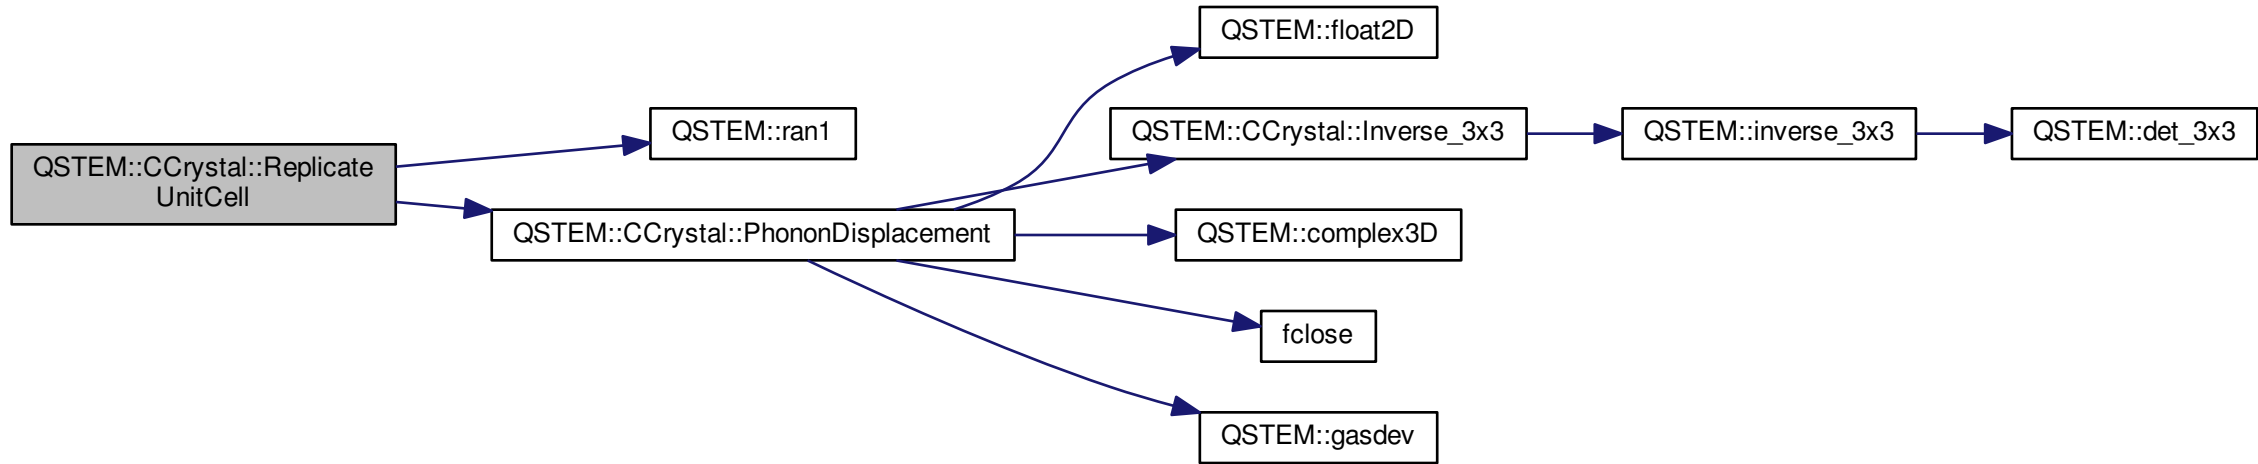 QSTEM::float2D
QSTEM::ran1
QSTEM::CCrystal::Inverse_3x3
QSTEM::inverse_3x3
QSTEM::det_3x3
QSTEM::CCrystal::Replicate
UnitCell
QSTEM::CCrystal::PhononDisplacement
QSTEM::complex3D
fclose
QSTEM::gasdev